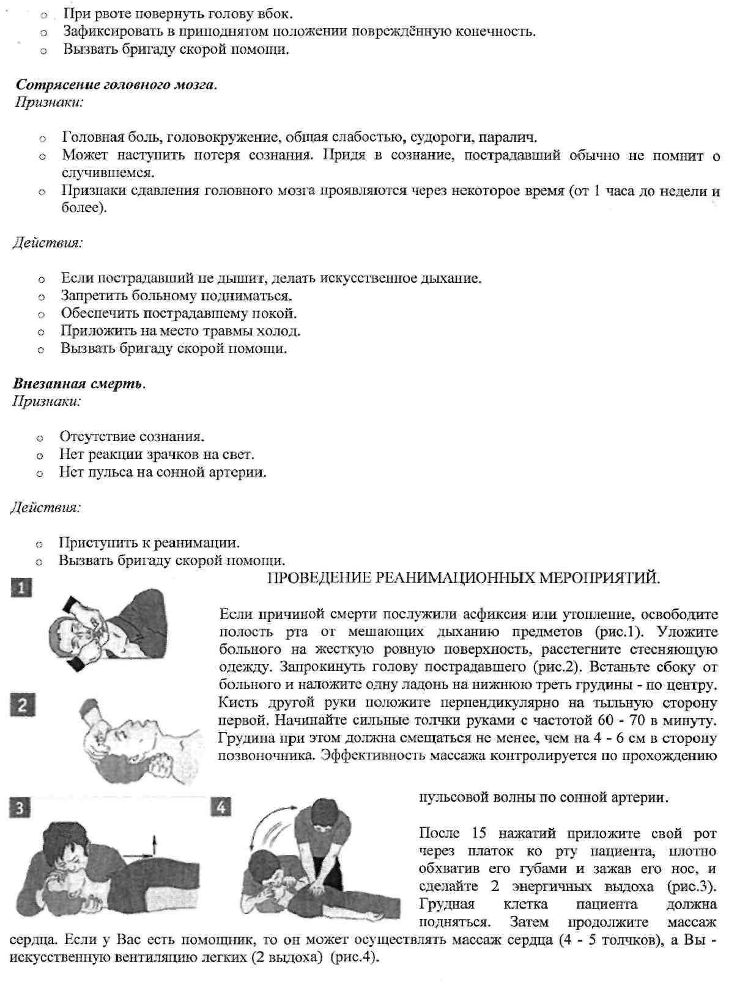 При рвоте повернуть голову вбок.
Зафиксировать в приподнятом положении повреждённую конечность.
Вызвать бригаду скорой помощи.
Сотрясение головного мозга.
Признаки:
Головная боль, головокружение, общая слабостью, судороги, паралич.
Может наступить потеря сознания. Придя в сознание, пострадавший обычно не помнит о
случившемся.
Признаки сдавления головного мозга проявляются через некоторое время (от 1 часа до недели и
более).
Действия:
Если пострадавший не дышит, делать искусственное дыхание.
Запретить больному подниматься.
Обеспечить пострадавшему покой.
Приложить на место травмы холод.
Вызвать бригаду скорой помощи.
Внезапная смерть.
Признаки:
Отсутствие сознания.
Нет реакции зрачков на свет.
Нет пульса на сонной артерии.
Действия:
Приступить к реанимации.
Вызвать бригаду скорой помощи.
ПРОВЕДЕНИЕ РЕАНИМАЦИОННЫХ МЕРОПРИЯТИЙ.
1
Если причиной смерти послужили асфиксия или утопление, освободите
полость рта от мешающих дыханию предметов (рис.1). Уложите
больного на жесткую ровную поверхность, расстегните стесняющую
одежду. Запрокинуть голову пострадавшего (рис.2). Встаньте сбоку от
больного и наложите одну ладонь на нижнюю треть грудины - по центру.
2
Кисть другой руки положите перпендикулярно на тыльную сторону
первой. Начинайте сильные толчки руками с частотой 60 - 70 в минуту.
Грудина при этом должна смещаться не менее, чем на 4 - 6 см в сторону
позвоночника. Эффективность массажа контролируется по прохождению
3
4
пульсовой волны по сонной артерии.
После 15 нажатий приложите свой рот
через платок ко рту пациента, плотно
обхватив его губами и зажав его нос, и
сделайте 2 энергичных выдоха (рис.3).
Грудная клетка пациента должна
подняться. Затем продолжите массаж
сердца. Если у Вас есть помощник, то он может осуществлять массаж сердца (4 - 5 толчков), а Вы -
искусственную вентиляцию легких (2 выдоха) (рис.4).